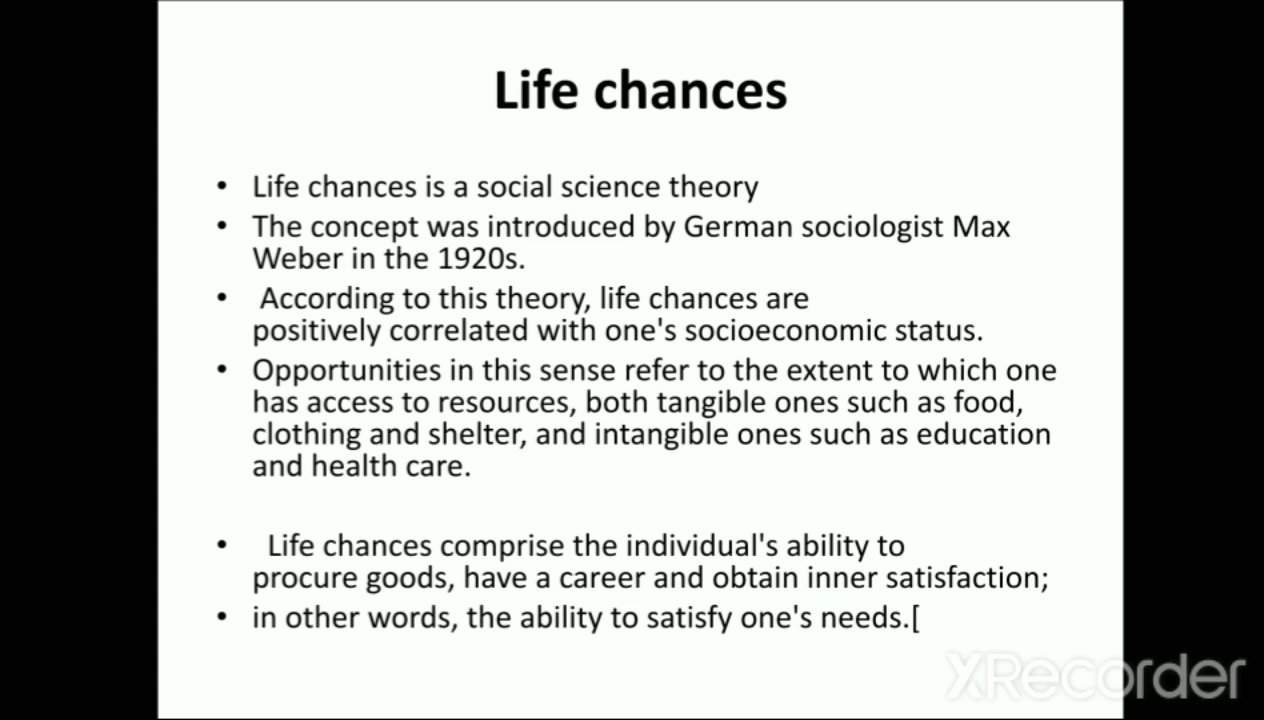 Life chances
• Life chances is a social science theory
• The concept was introduced by German sociologist Max
Weber in the 1920s.
• According to this theory, life chances are
positively correlated with one's socioeconomic status.
• Opportunities in this sense refer to the extent to which one
has access to resources, both tangible ones such as food,
clothing and shelter, and intangible ones such as education
and health care.
• Life chances comprise the individual's ability to
procure goods, have a career and obtain inner satisfaction;
• in other words, the ability to satisfy one's needs.[
XRecorder